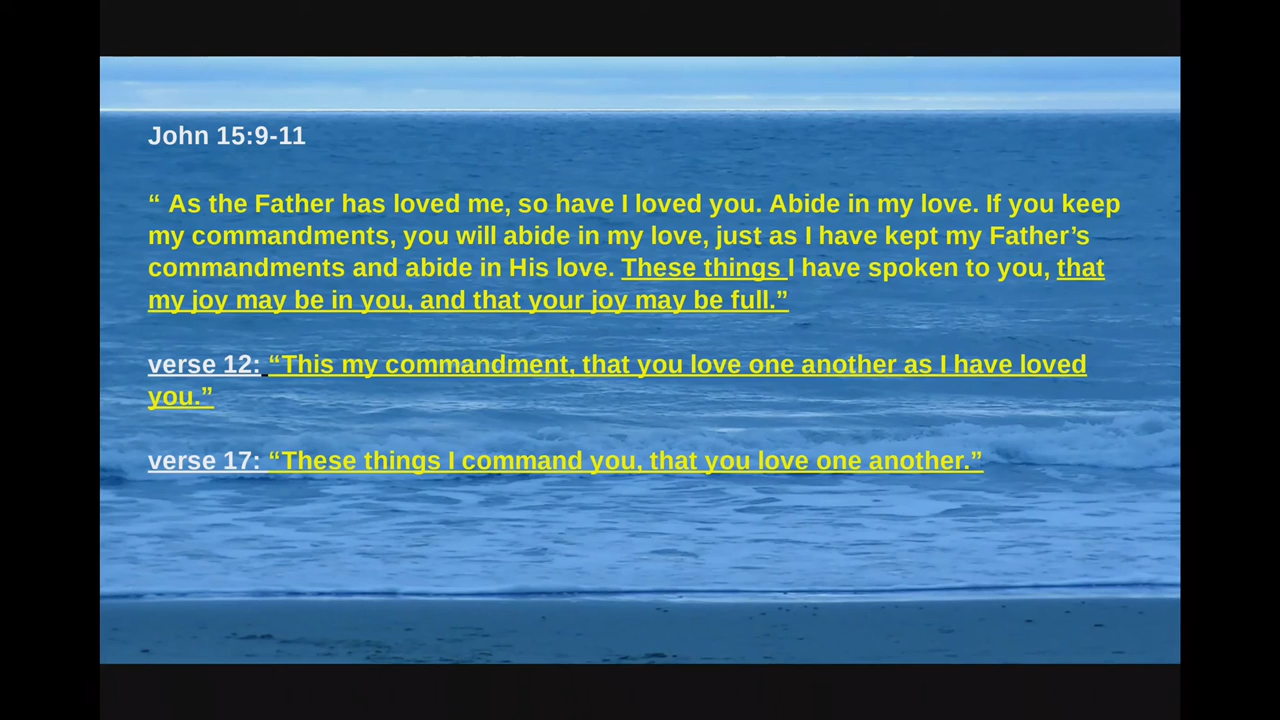 John 15:9-11
“ As the Father has loved me, so have I loved you. Abide in my love. If you keep
my commandments, you will abide in my love, just as I have kept my Father’s
commandments and abide in His love. These things I have spoken to you, that
my joy may be in you, and that your joy may be full.”
verse 12: “This my commandment, that you love one another as I have loved
you.”
verse 17: “These things I command you, that you love one another.”